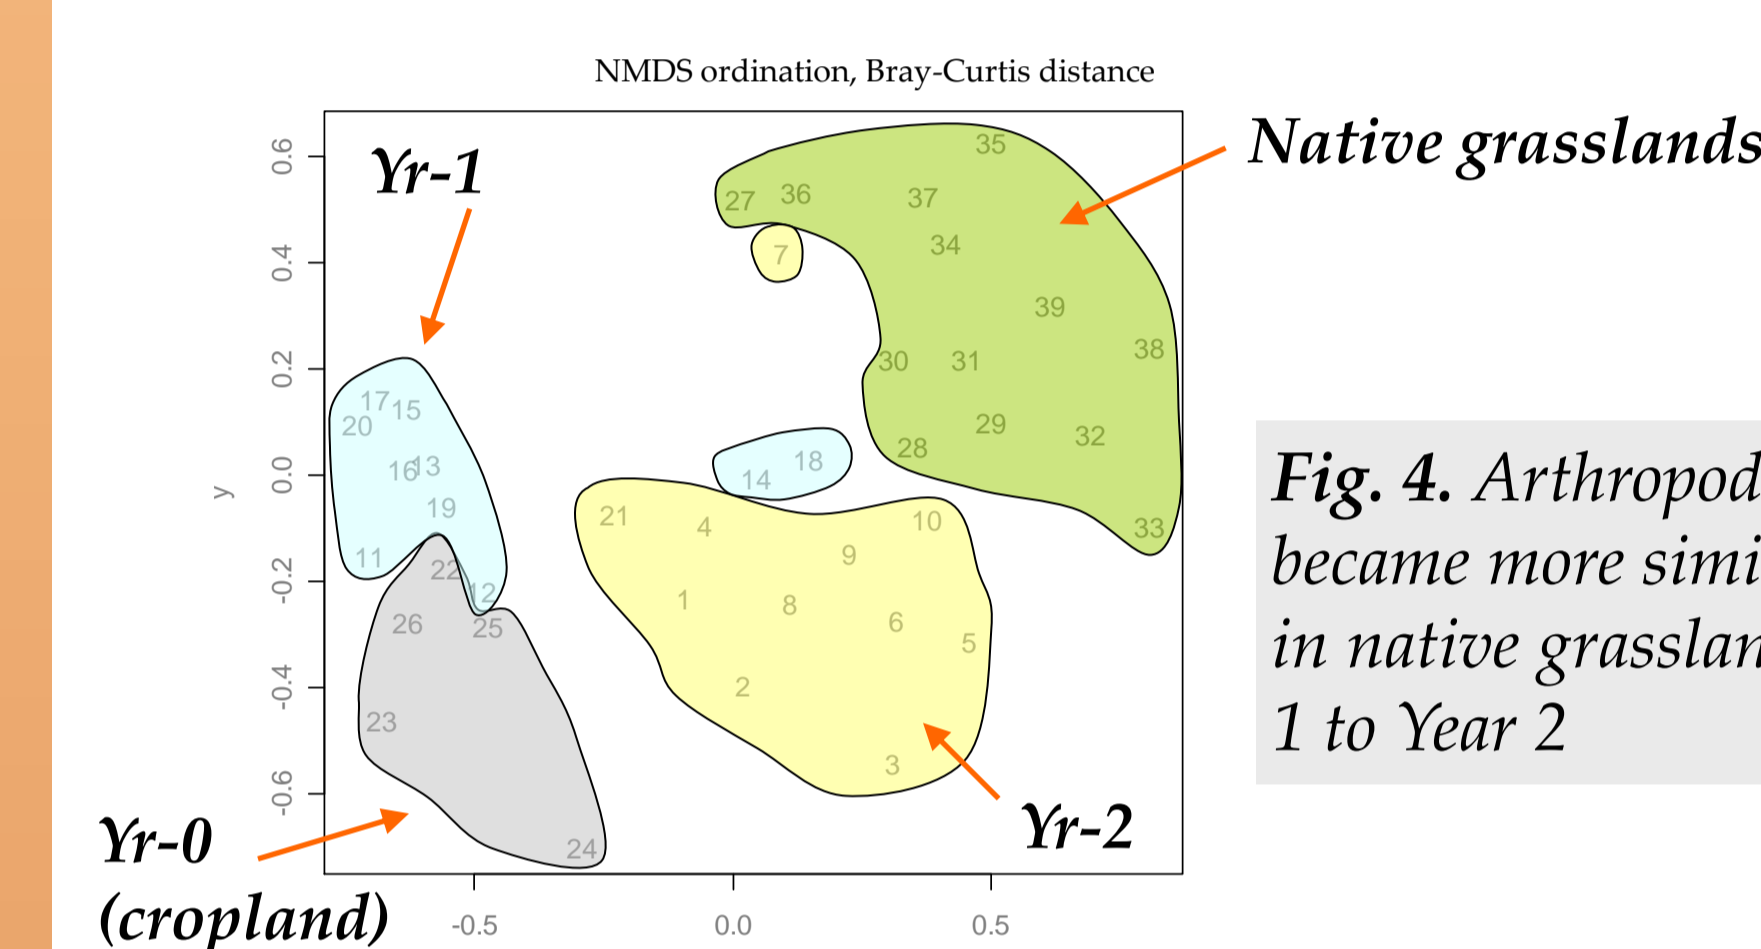 NMDS ordination, Bray-Curtis distance
Yr-1
Native grasslands
35
27 36 37
34
7
39
38
30 31
17 15
20
29
32
28
16 13
18
14
19
33
21 4 10
9
11
22
12
1 8
26 25
6
5
2
23
3
24
0.6
0.4
0.2
0.0
-0.2
-0.4
-0.6
y
-0.5 0.0 0.5
Yr-2
Yr-0
(cropland)
Fig. 4. Arthropod
became more simi
in native grasslan
1 to Year 2